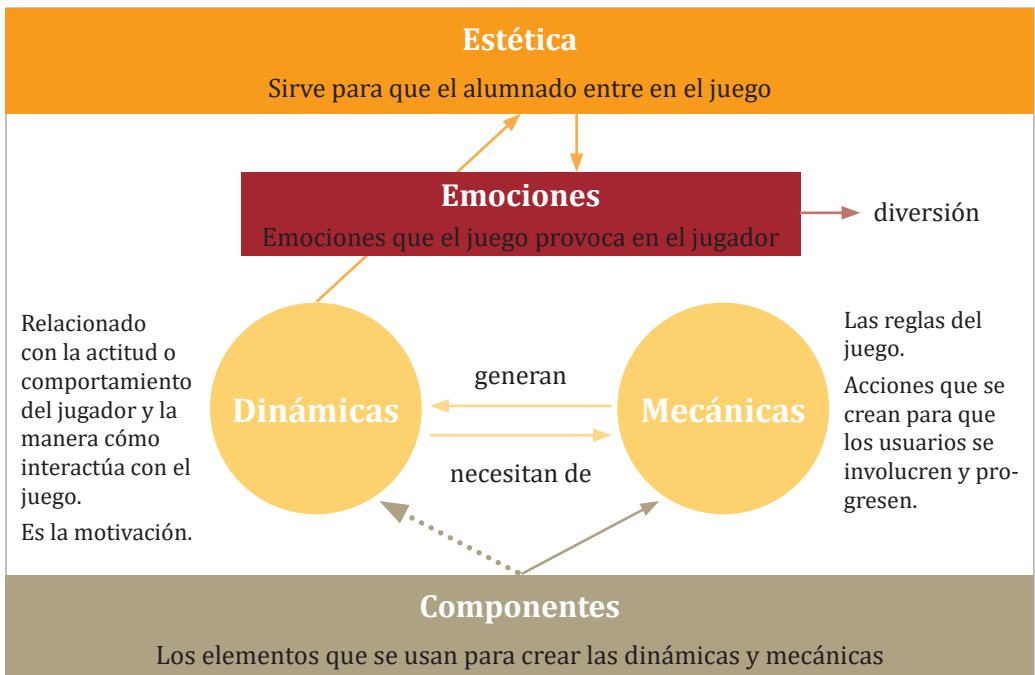 Estética
Sirve para que el alumnado entre en el juego
Emociones
Emociones que el juego provoca en el jugador
diversión
Relacionado
con la actitud o
comportamiento
del jugador y la
manera cómo
interactúa con el
juego.
Es la motivación.
Dinámicas
generan
necesitan de
Mecánicas
Las reglas del
juego.
Acciones que se
crean para que
los usuarios se
involucren y pro-
gresen.
Componentes
Los elementos que se usan para crear las dinámicas y mecánicas